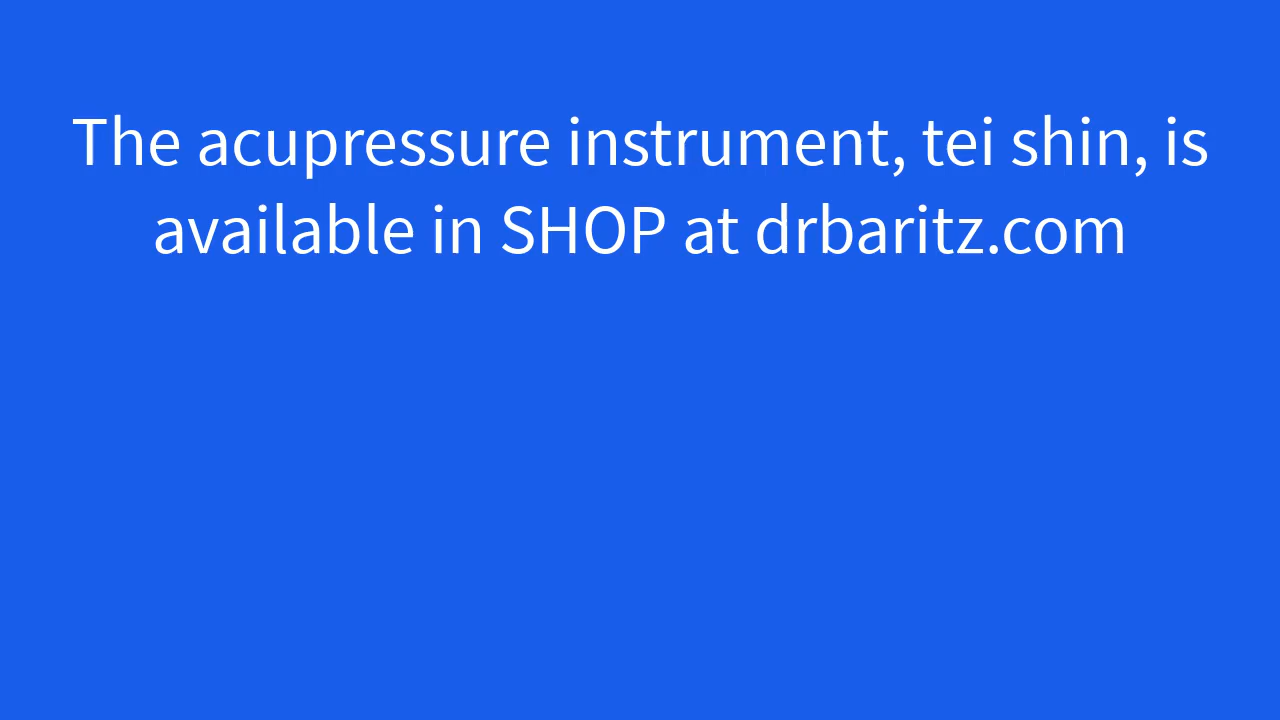 The acupressure instrument, tei shin, is
available in SHOP at drbaritz.com